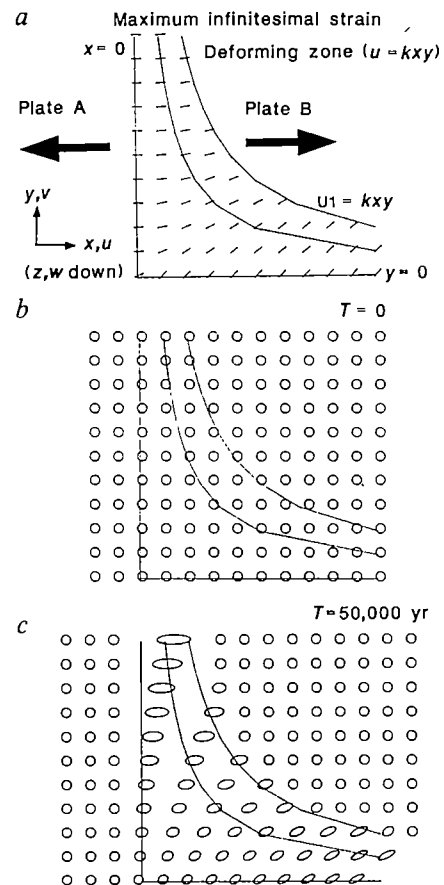 a
Maximum infinitesimal strain
x = 0
Deforming zone (u = kxy)
Plate A
Plate B
y,v
x,u
(z,w down)
U1 = kxy
y = 0
b
T = 0
c
T = 50,000 yr